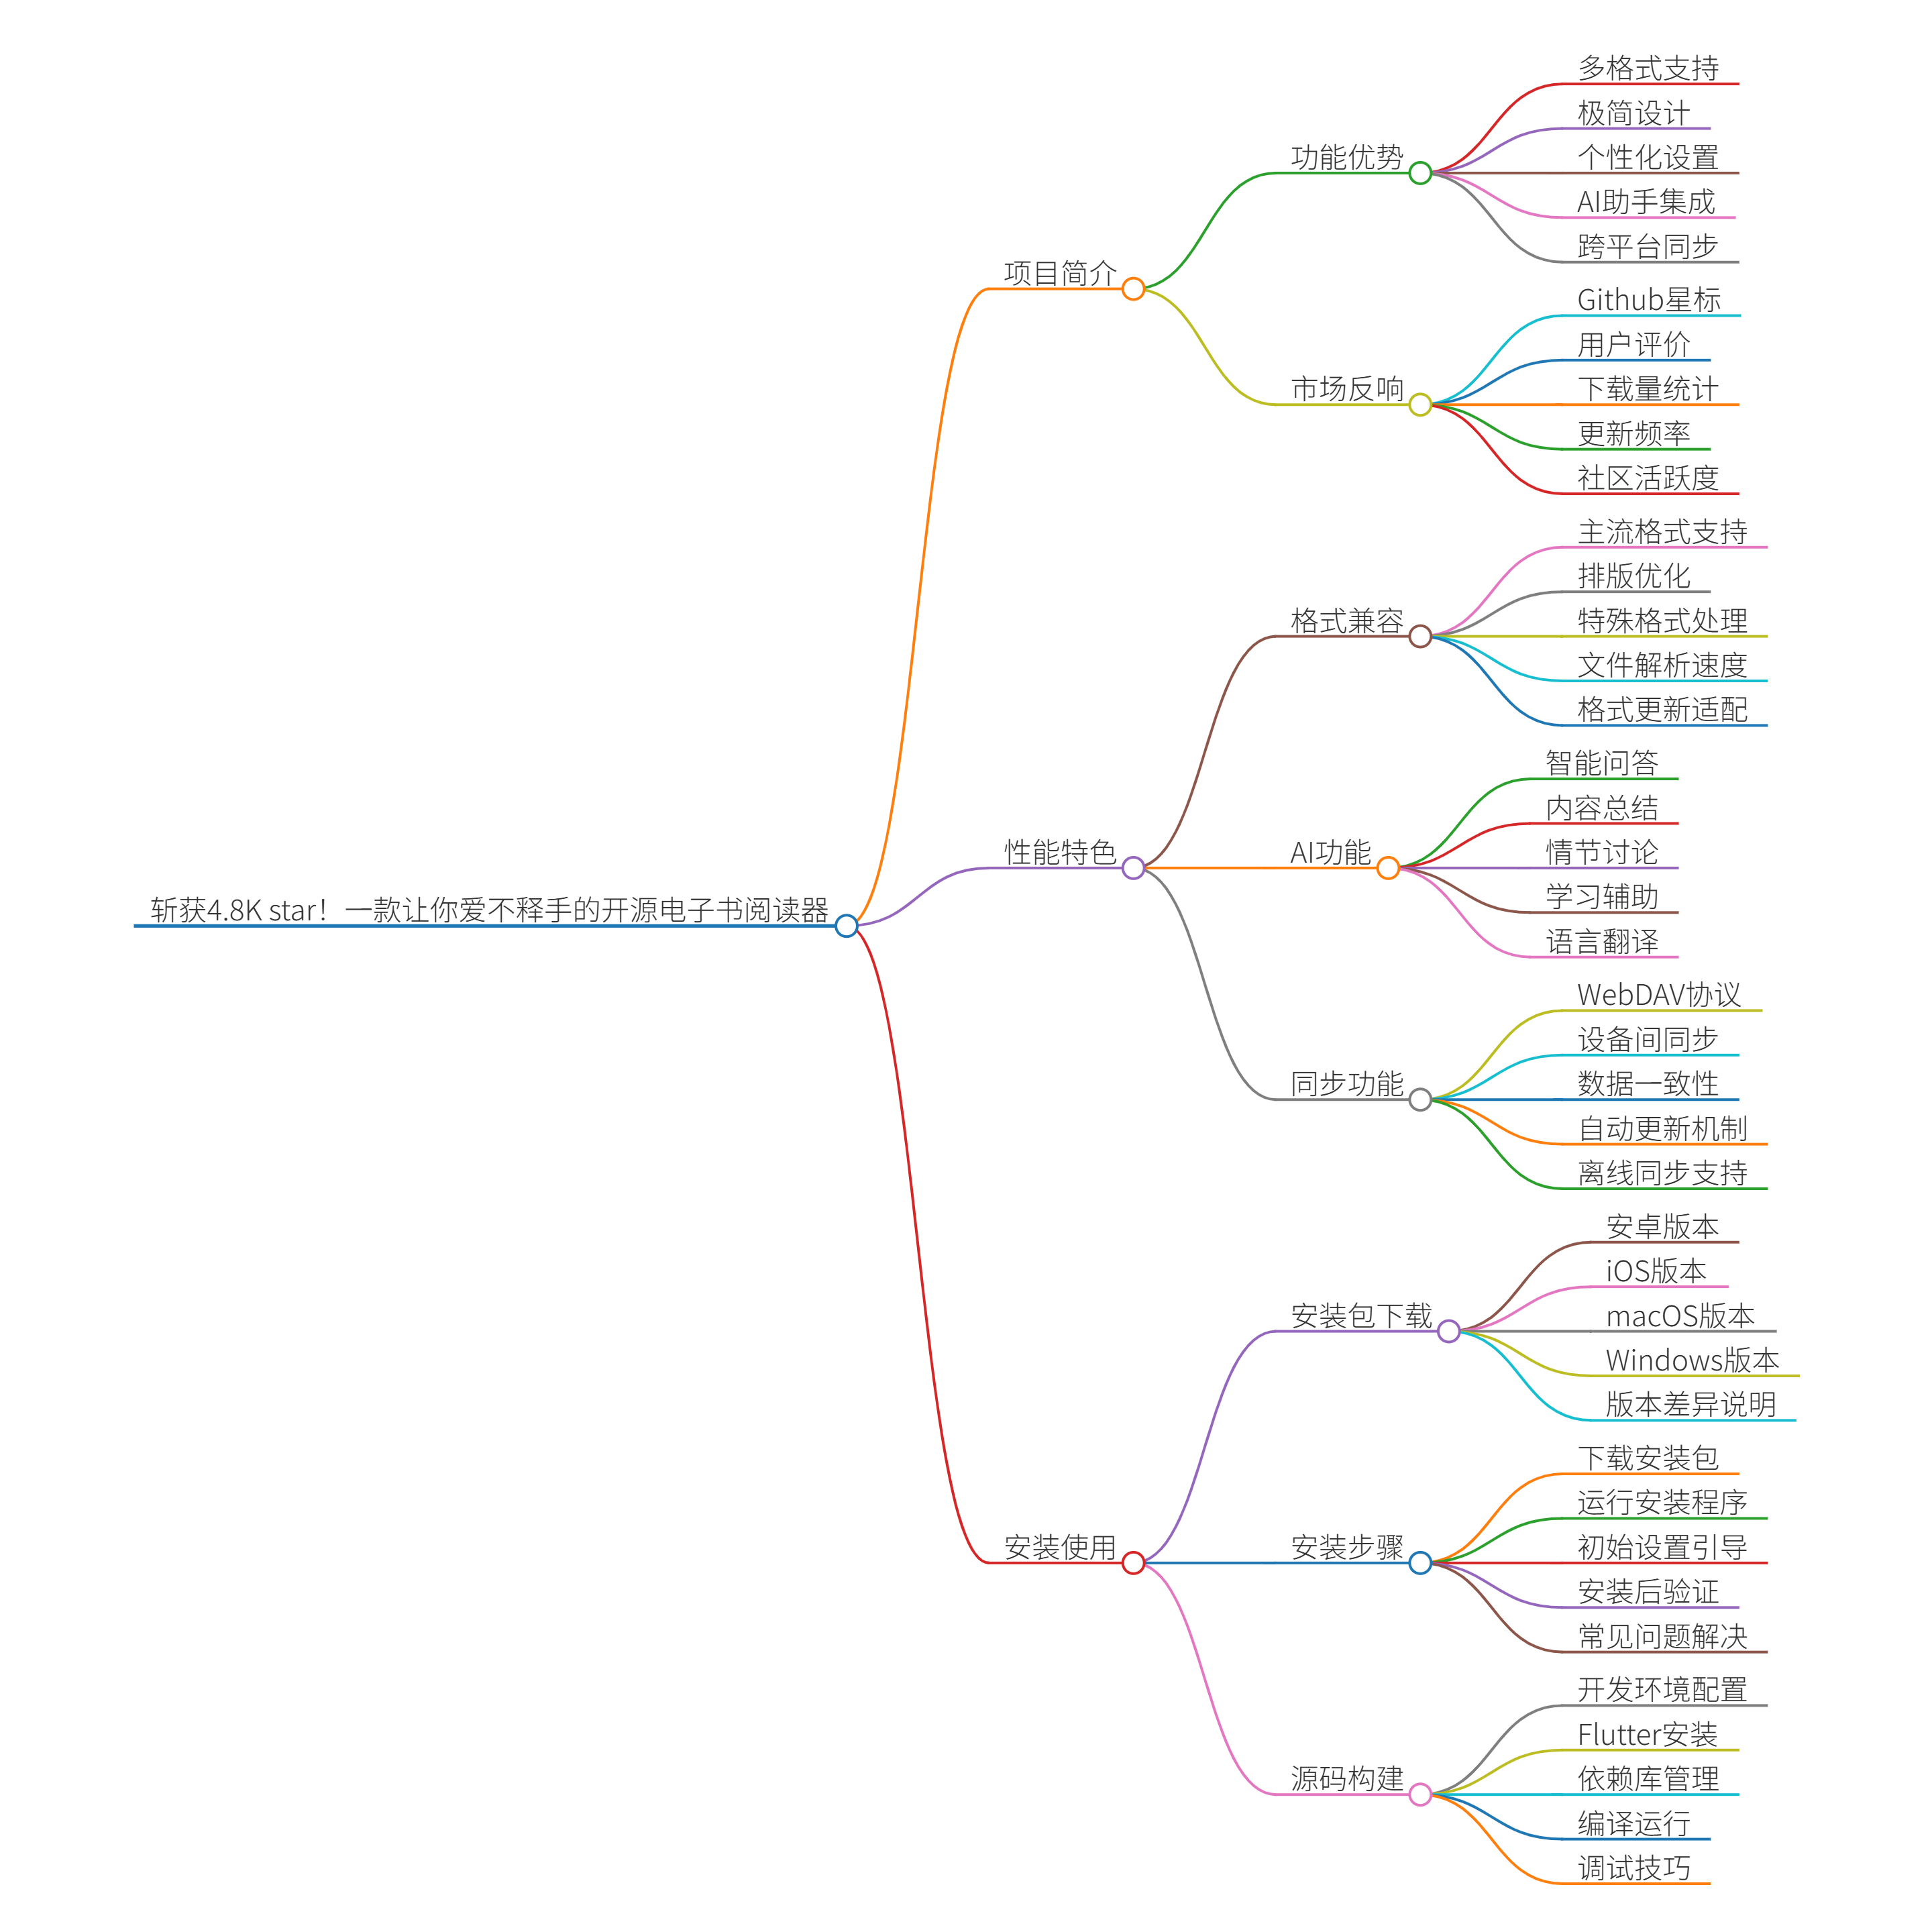 斩获4.8K star！一款让你爱不释手的开源电子书阅读器
项目简介
功能优势
多格式支持
极简设计
个性化设置
AI助手集成
跨平台同步
市场反响
Github星标
用户评价
下载量统计
更新频率
社区活跃度
性能特色
格式兼容
主流格式支持
排版优化
特殊格式处理
文件解析速度
格式更新适配
AI功能
智能问答
内容总结
情节讨论
学习辅助
语言翻译
同步功能
WebDAV协议
设备间同步
数据一致性
自动更新机制
离线同步支持
安装使用
安装包下载
安卓版本
iOS版本
macOS版本
Windows版本
版本差异说明
安装步骤
下载安装包
运行安装程序
初始设置引导
安装后验证
常见问题解决
源码构建
开发环境配置
Flutter安装
依赖库管理
编译运行
调试技巧